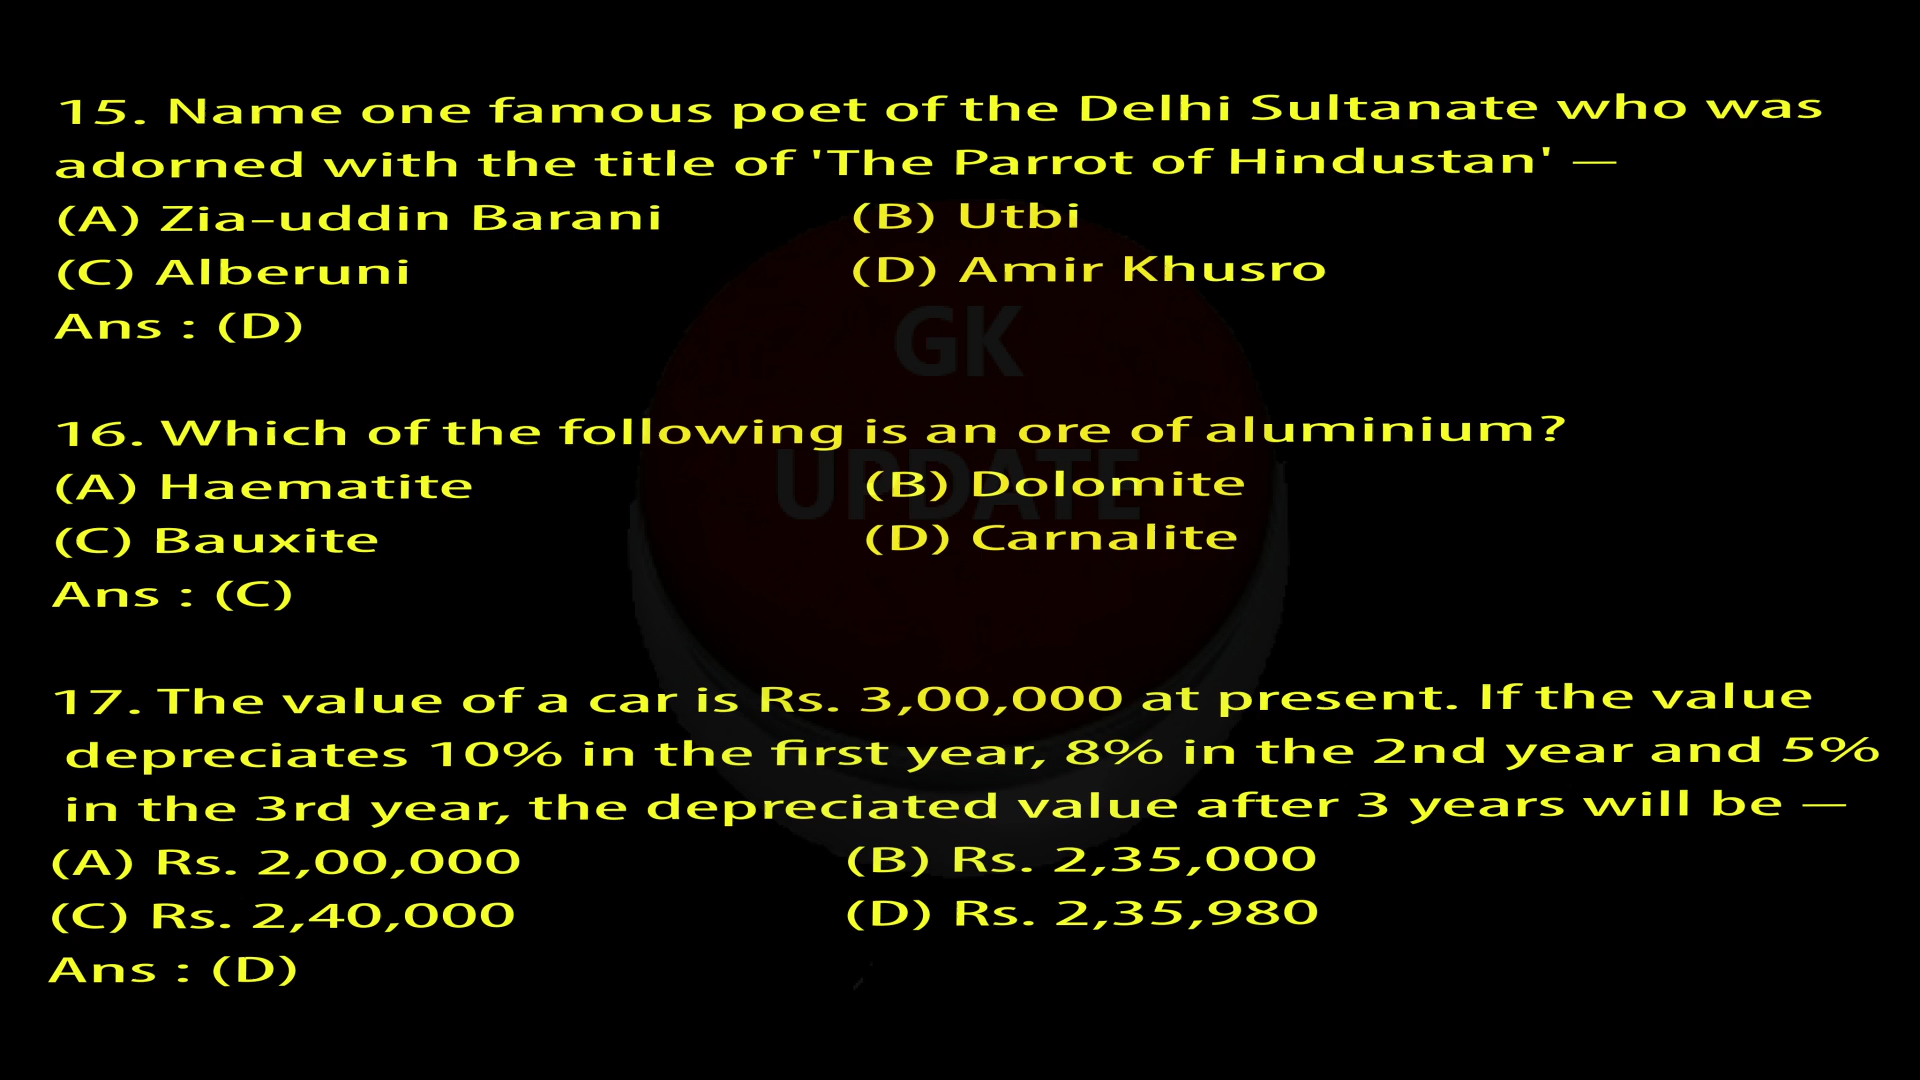 15. Name one famous poet of the Delhi Sultanate who was
adorned with the title of 'The Parrot of Hindustan' —
(A) Zia–uddin Barani (B) Utbi
(C) Alberuni (D) Amir Khusro
Ans : (D)
16. Which of the following is an ore of aluminium?
(A) Haematite (B) Dolomite
(C) Bauxite (D) Carnalite
Ans : (C)
17. The value of a car is Rs. 3,00,000 at present. If the value
depreciates 10% in the first year, 8% in the 2nd year and 5%
in the 3rd year, the depreciated value after 3 years will be —
(A) Rs. 2,00,000 (B) Rs. 2,35,000
(C) Rs. 2,40,000 (D) Rs. 2,35,980
Ans : (D)
GK
UPDATE